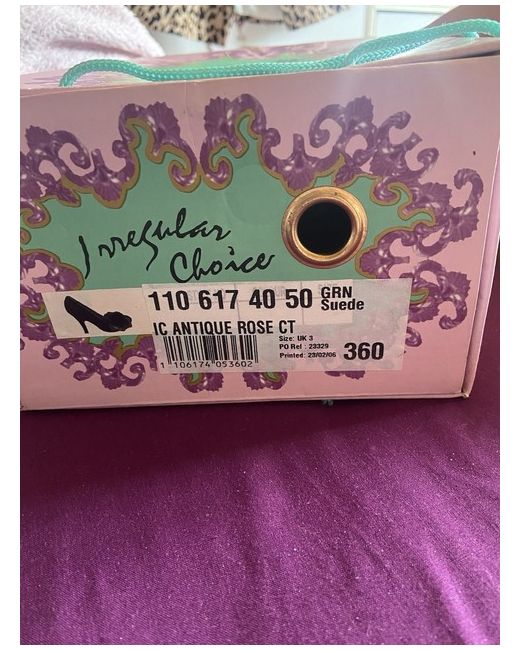 Irregular
Choice
110 617 40 50 GRN Suede
IC ANTIQUE ROSE CT
Size: UK 3
PO Ref : 23329
Printed: 23/02/06
360
1 106174 053602